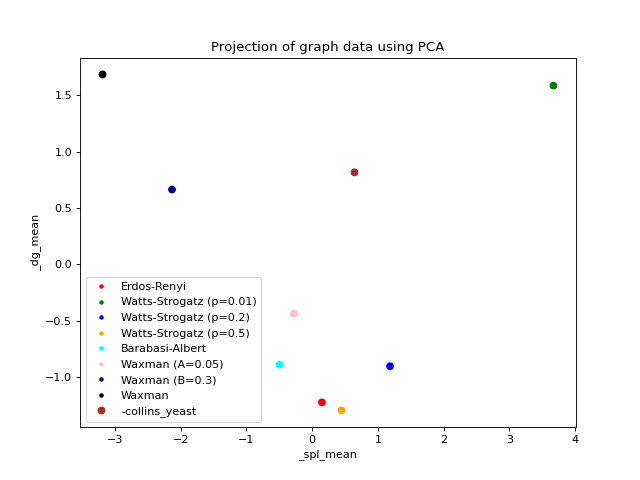 Projection of graph data using PCA
1.5
1.0
0.5
0.0
−0.5
−1.0
_dg_mean
Erdos-Renyi
Watts-Strogatz (p=0.01)
Watts-Strogatz (p=0.2)
Watts-Strogatz (p=0.5)
Barabasi-Albert
Waxman (A=0.05)
Waxman (B=0.3)
Waxman
-collins_yeast
−3 −2 −1 0 1 2 3 4
_spl_mean